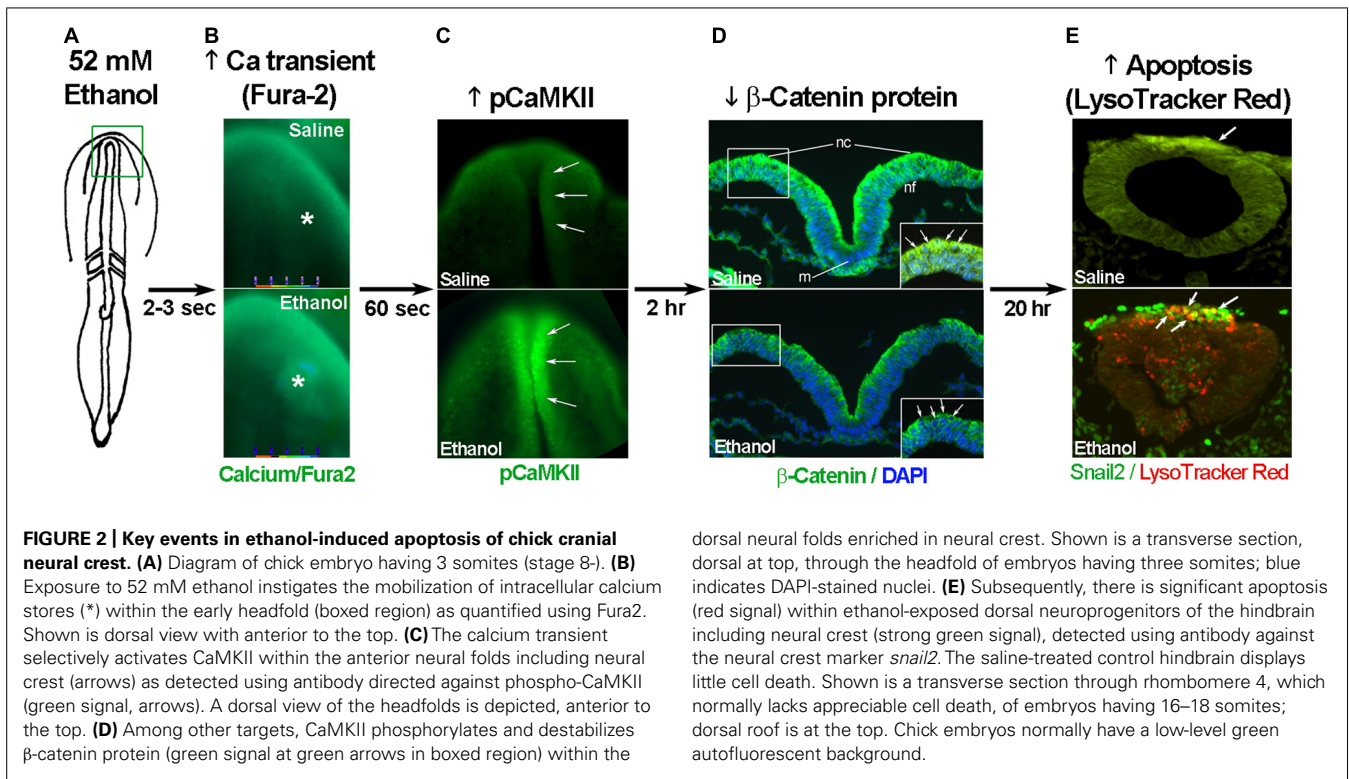 A
52 mM
Ethanol
2-3 sec
B
↑ Ca transient
(Fura-2)
Saline
*
Ethanol
*
Calcium/Fura2
60 sec
C
↑ pCaMKII
Saline
Ethanol
pCaMKII
2 hr
D
↓ β-Catenin protein
nc
nf
m
Saline
Ethanol
β-Catenin / DAPI
20 hr
E
↑ Apoptosis
(LysoTracker Red)
Saline
Ethanol
Snail2 / LysoTracker Red
FIGURE 2 | Key events in ethanol-induced apoptosis of chick cranial
neural crest. (A) Diagram of chick embryo having 3 somites (stage 8-). (B)
Exposure to 52 mM ethanol instigates the mobilization of intracellular calcium
stores (*) within the early headfold (boxed region) as quantified using Fura2.
Shown is dorsal view with anterior to the top. (C) The calcium transient
selectively activates CaMKII within the anterior neural folds including neural
crest (arrows) as detected using antibody directed against phospho-CaMKII
(green signal, arrows). A dorsal view of the headfolds is depicted, anterior to
the top. (D) Among other targets, CaMKII phosphorylates and destabilizes
β-catenin protein (green signal at green arrows in boxed region) within the
dorsal neural folds enriched in neural crest. Shown is a transverse section,
dorsal at top, through the headfold of embryos having three somites; blue
indicates DAPI-stained nuclei. (E) Subsequently, there is significant apoptosis
(red signal) within ethanol-exposed dorsal neuroprogenitors of the hindbrain
including neural crest (strong green signal), detected using antibody against
the neural crest marker snail2. The saline-treated control hindbrain displays
little cell death. Shown is a transverse section through rhombomere 4, which
normally lacks appreciable cell death, of embryos having 16–18 somites;
dorsal roof is at the top. Chick embryos normally have a low-level green
autofluorescent background.